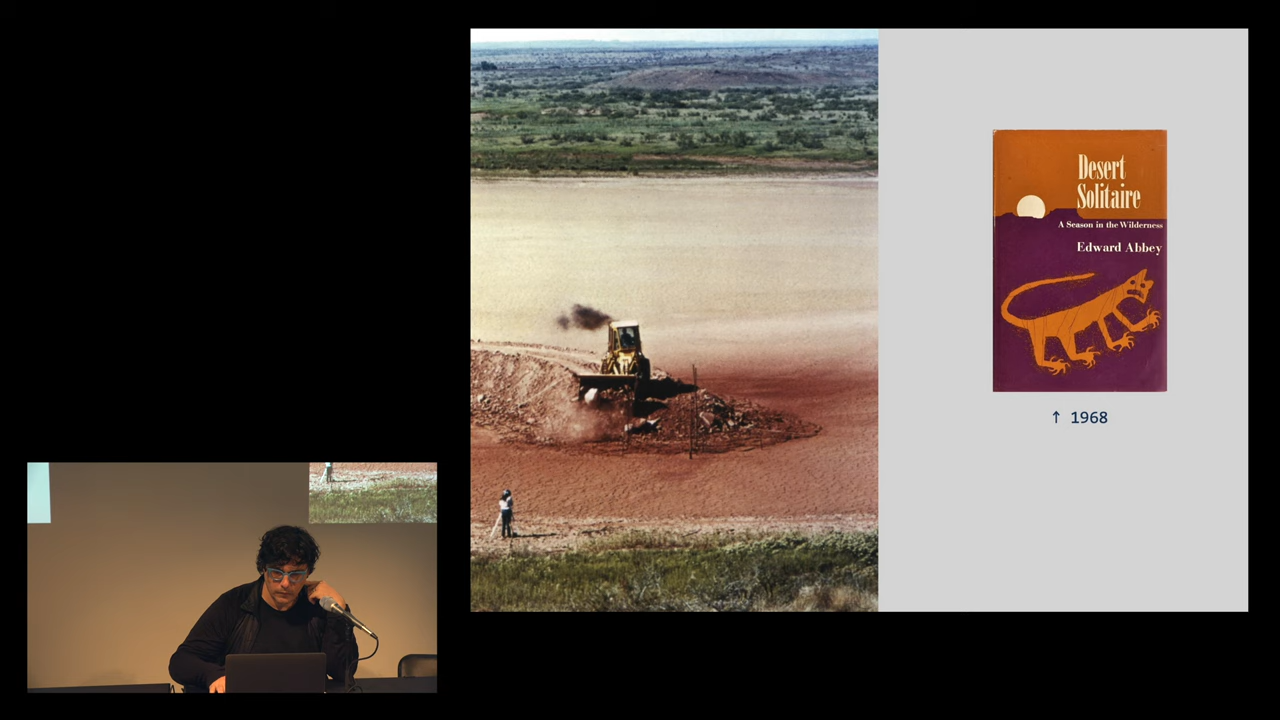 Desert
Solitaire
A Season in the Wilderness
Edward Abbey
↑ 1968